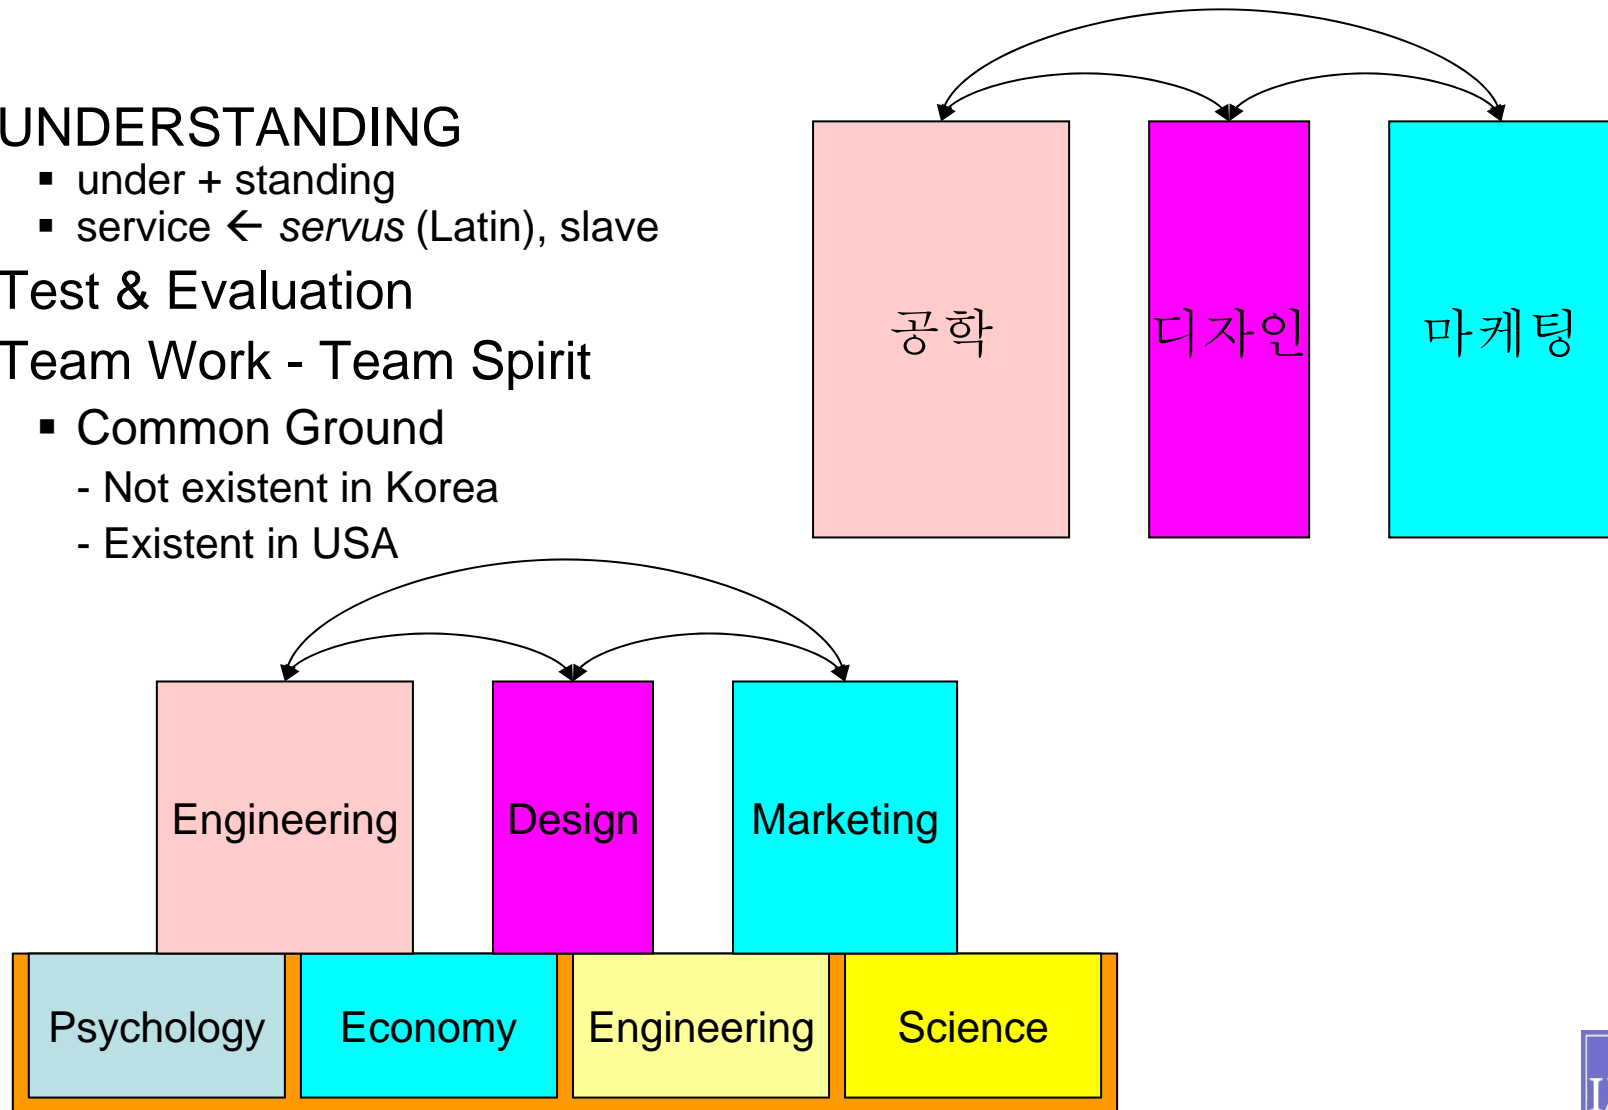 UNDERSTANDING
▪ under + standing
▪ service ← servus (Latin), slave
Test & Evaluation
Team Work - Team Spirit
▪ Common Ground
- Not existent in Korea
- Existent in USA
공학
디자인
마케팅
Engineering
Design
Marketing
Psychology
Economy
Engineering
Science